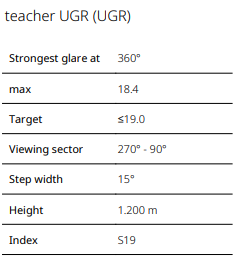 teacher UGR (UGR)
Strongest glare at 360°
max 18.4
Target ≤19.0
Viewing sector 270° - 90°
Step width 15°
Height 1.200 m
Index S19